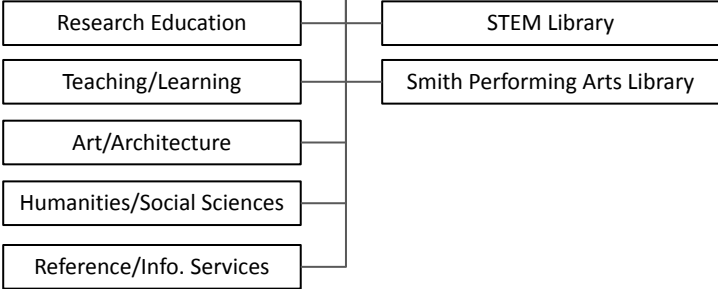 Research Education
STEM Library
Teaching/Learning
Smith Performing Arts Library
Art/Architecture
Humanities/Social Sciences
Reference/Info. Services